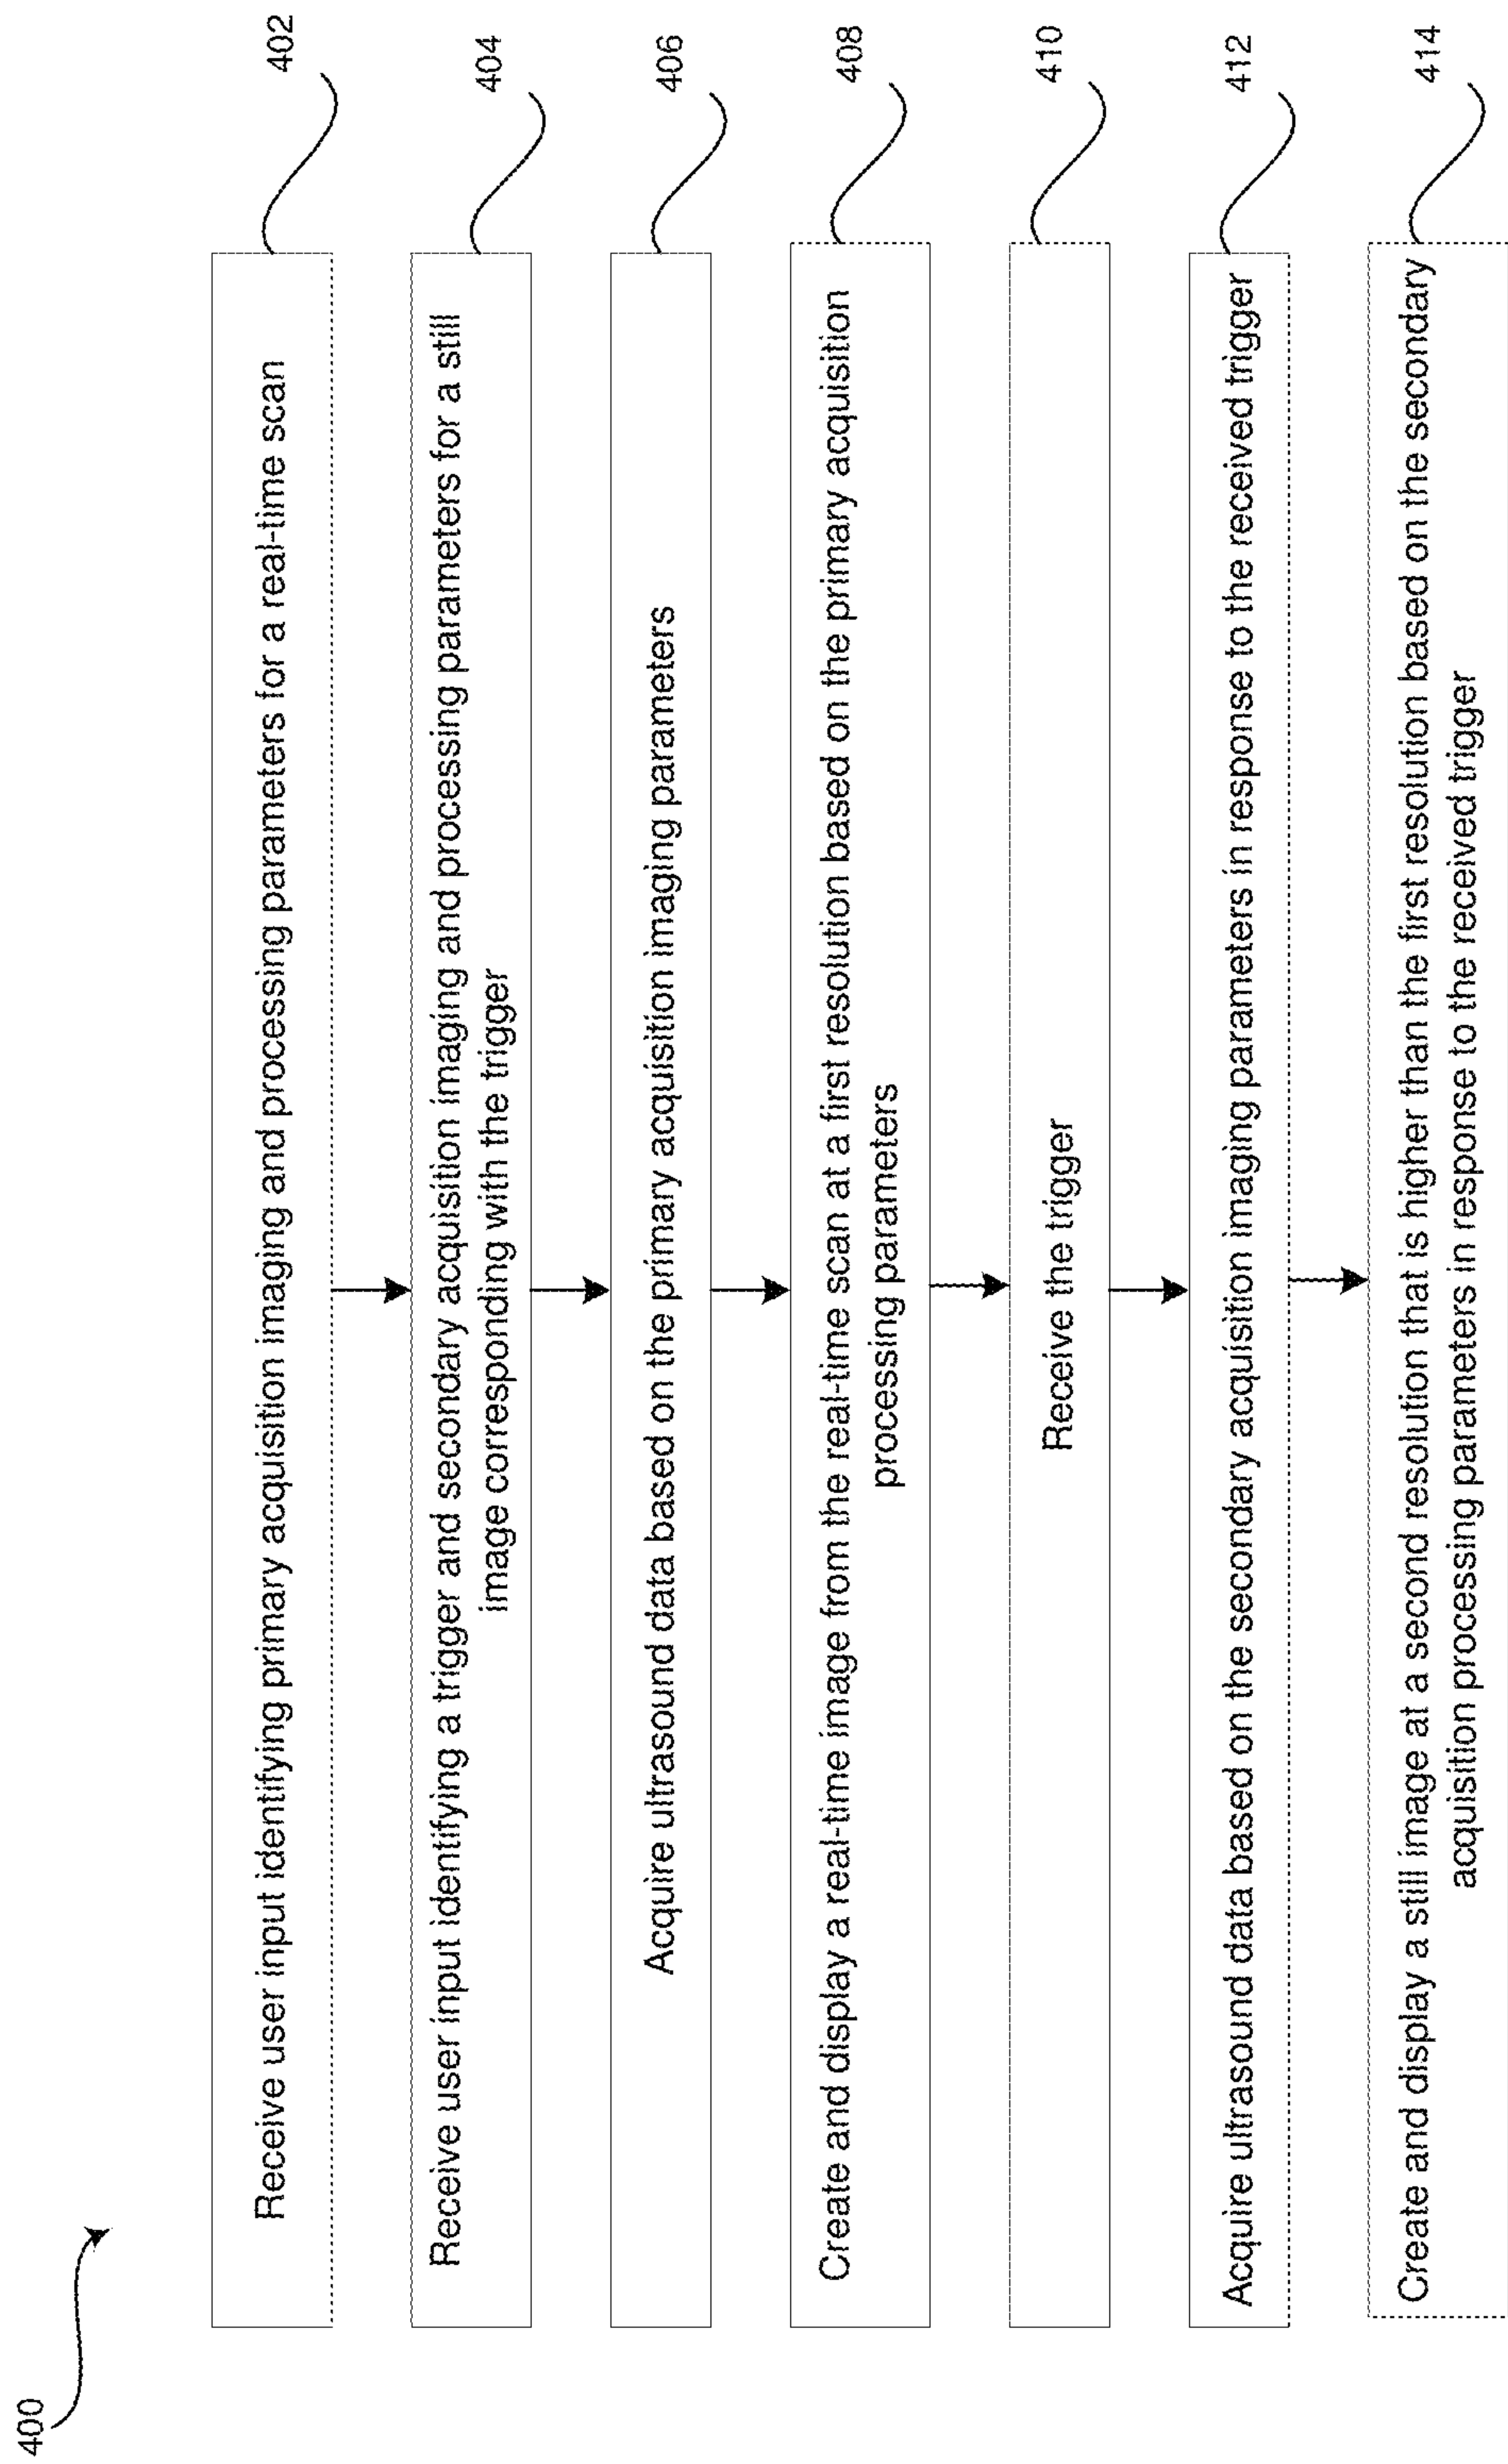 400
Receive user input identifying primary acquisition imaging and processing parameters for a real-time scan
402
Receive user input identifying a trigger and secondary acquisition imaging and processing parameters for a still
image corresponding with the trigger
404
Acquire ultrasound data based on the primary acquisition imaging parameters
406
Create and display a real-time image from the real-time scan at a first resolution based on the primary acquisition
processing parameters
408
Receive the trigger
410
Acquire ultrasound data based on the secondary acquisition imaging parameters in response to the received trigger
412
Create and display a still image at a second resolution that is higher than the first resolution based on the secondary
acquisition processing parameters in response to the received trigger
414